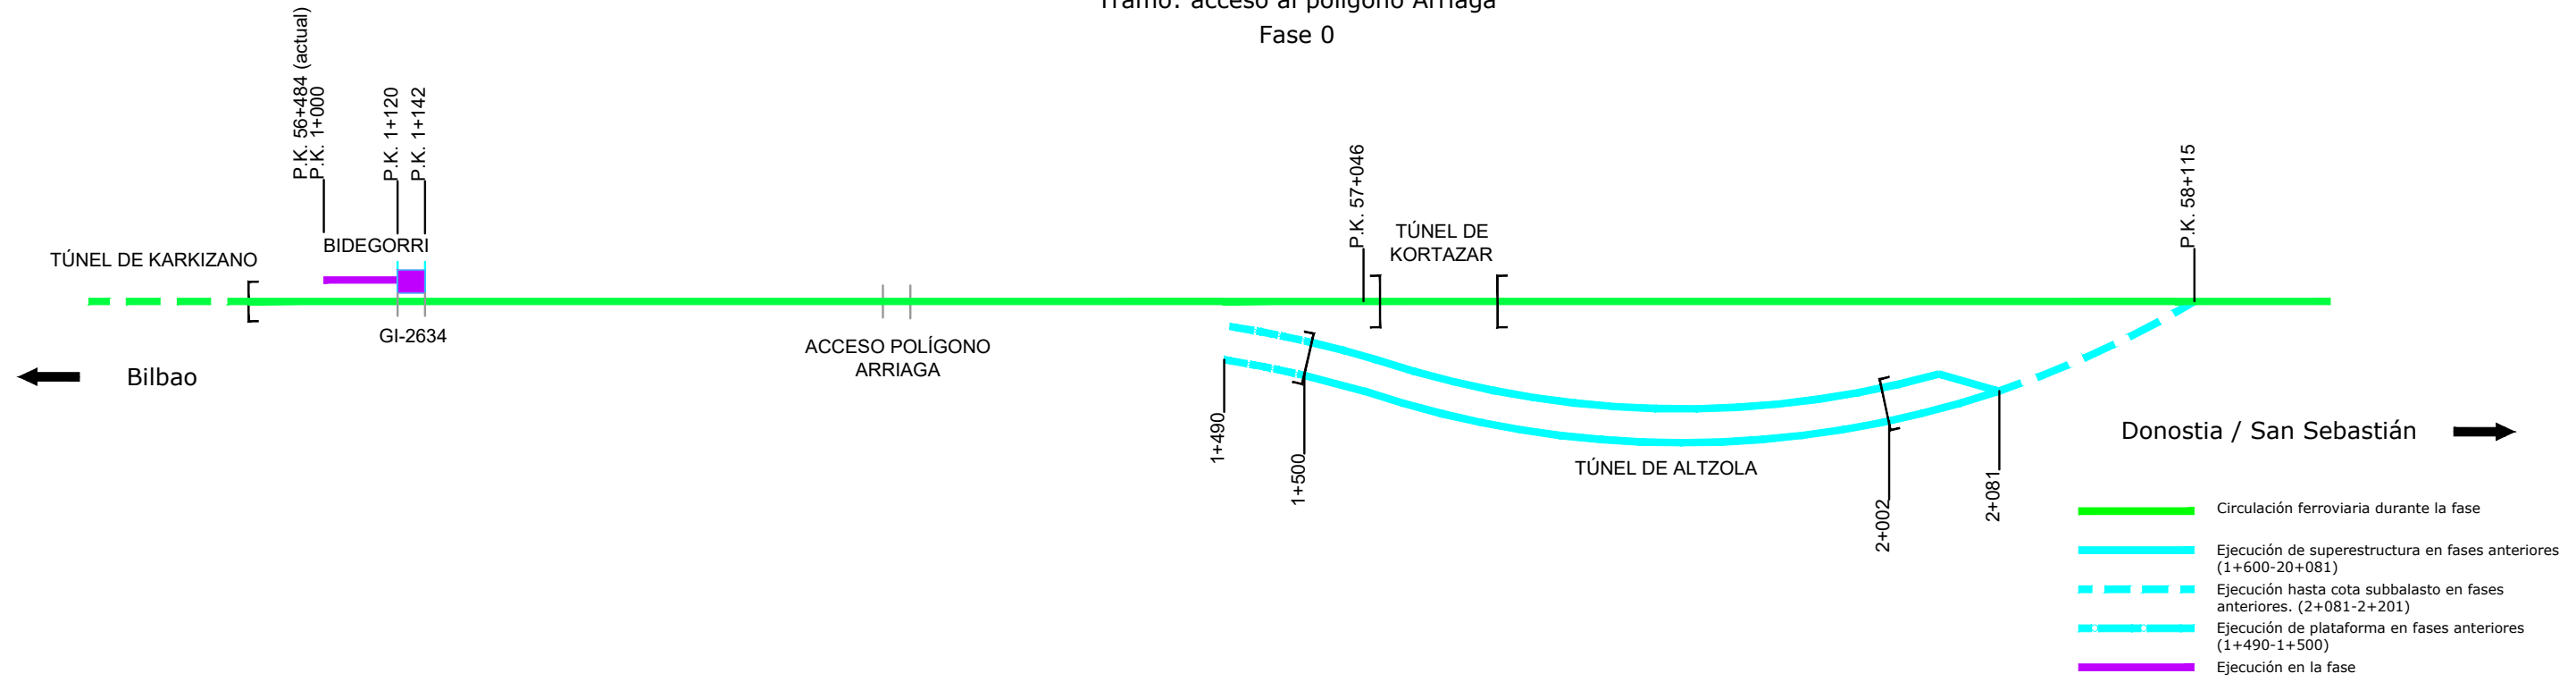 Tramo: acceso al polígono Arriaga
Fase 0
P.K. 56+484 (actual)
P.K. 1+000
P.K. 1+120
P.K. 1+142
BIDEGORRI
TÚNEL DE KARKIZANO
GI-2634
Bilbao
ACCESO POLÍGONO
ARRIAGA
P.K. 57+046
TÚNEL DE
KORTAZAR
P.K. 58+115
1+490
1+500
TÚNEL DE ALTZOLA
2+002
2+081
Donostia / San Sebastián
Circulación ferroviaria durante la fase
Ejecución de superestructura en fases anteriores
(1+600-20+081)
Ejecución hasta cota subbalasto en fases
anteriores. (2+081-2+201)
Ejecución de plataforma en fases anteriores
(1+490-1+500)
Ejecución en la fase